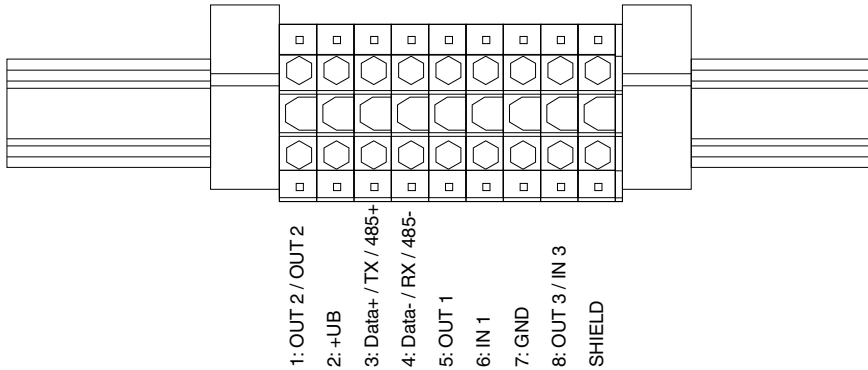 1: OUT 2 / OUT 2
2: +UB
3: Data+ / TX / 485+
4: Data- / RX / 485-
5: OUT 1
6: IN 1
7: GND
8: OUT 3 / IN 3
SHIELD